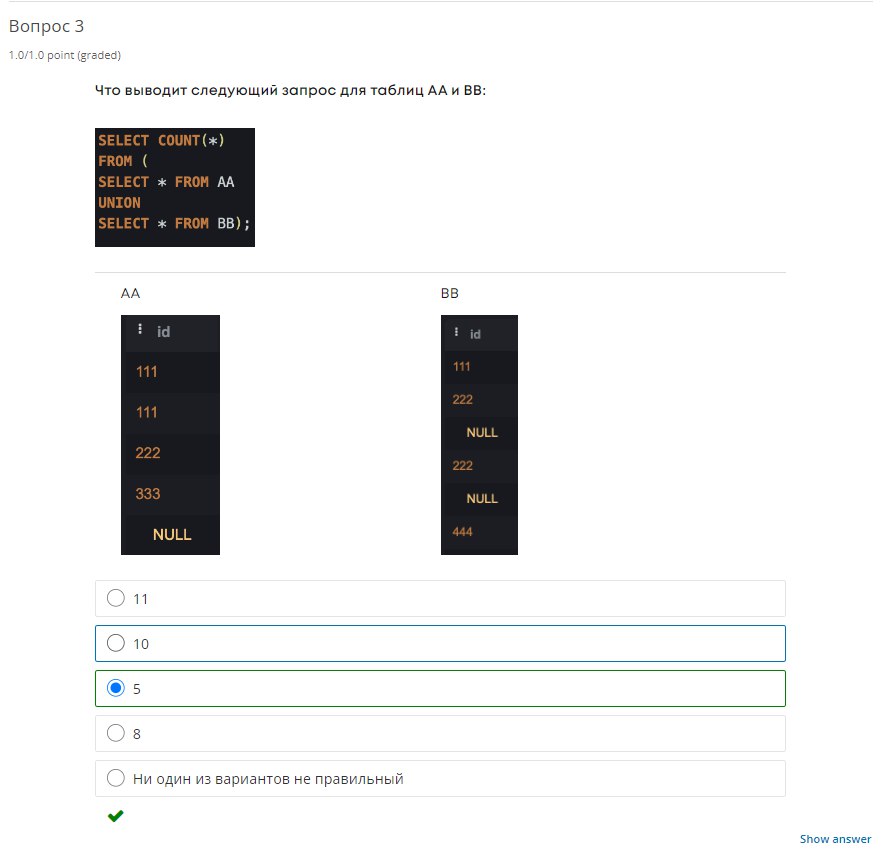 Вопрос 3
1.0/1.0 point (graded)
Что выводит следующий запрос для таблиц AA и BB:
SELECT COUNT(*)
FROM (
SELECT * FROM AA
UNION
SELECT * FROM BB);
AA
id
111
111
222
333
NULL
BB
id
111
222
NULL
222
NULL
444
11
10
5
8
Ни один из вариантов не правильный
Show answer